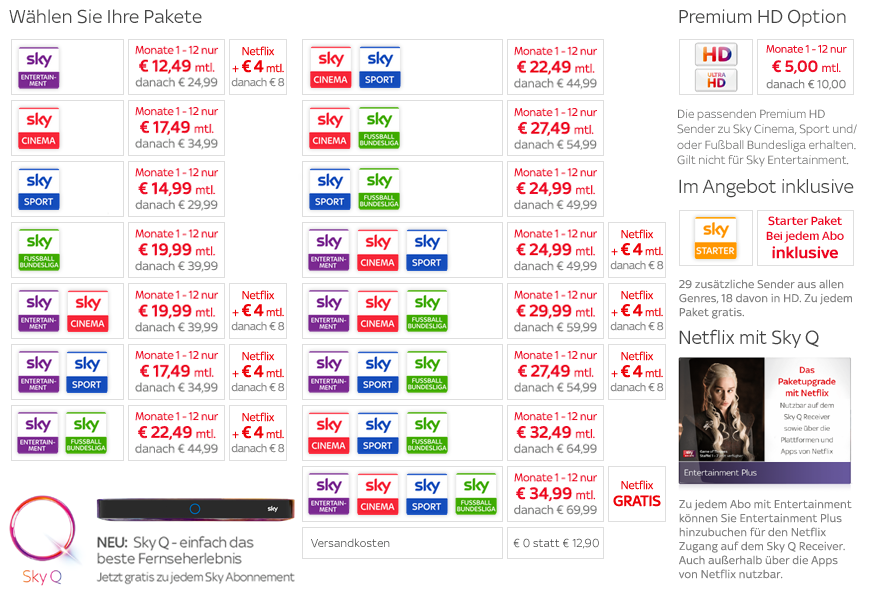 Wählen Sie Ihre Pakete
sky
ENTERTAIN-
MENT
Monate 1 - 12 nur
€ 12,49 mtl.
danach € 24,99
Netflix
+ € 4 mtl.
danach € 8
sky
CINEMA
Monate 1 - 12 nur
€ 17,49 mtl.
danach € 34,99
sky
SPORT
Monate 1 - 12 nur
€ 14,99 mtl.
danach € 29,99
sky
FUSSBALL
BUNDESLIGA
Monate 1 - 12 nur
€ 19,99 mtl.
danach € 39,99
sky sky
ENTERTAIN-
MENT
CINEMA
Monate 1 - 12 nur
€ 19,99 mtl.
danach € 39,99
Netflix
+ € 4 mtl.
danach € 8
sky sky
ENTERTAIN-
MENT
SPORT
Monate 1 - 12 nur
€ 17,49 mtl.
danach € 34,99
Netflix
+ € 4 mtl.
danach € 8
sky sky
ENTERTAIN-
MENT
FUSSBALL
BUNDESLIGA
Monate 1 - 12 nur
€ 22,49 mtl.
danach € 44,99
Netflix
+ € 4 mtl.
danach € 8
Sky Q
sky
NEU: Sky Q - einfach das
beste Fernseherlebnis
Jetzt gratis zu jedem Sky Abonnement
sky sky
CINEMA SPORT
Monate 1 - 12 nur
€ 22,49 mtl.
danach € 44,99
sky sky
CINEMA
FUSSBALL
BUNDESLIGA
Monate 1 - 12 nur
€ 27,49 mtl.
danach € 54,99
sky sky
SPORT
FUSSBALL
BUNDESLIGA
Monate 1 - 12 nur
€ 24,99 mtl.
danach € 49,99
sky sky sky
ENTERTAIN-
MENT
CINEMA SPORT
Monate 1 - 12 nur
€ 24,99 mtl.
danach € 49,99
Netflix
+ € 4 mtl.
danach € 8
sky sky sky
ENTERTAIN-
MENT
CINEMA
FUSSBALL
BUNDESLIGA
Monate 1 - 12 nur
€ 29,99 mtl.
danach € 59,99
Netflix
+ € 4 mtl.
danach € 8
sky sky sky
ENTERTAIN-
MENT
SPORT
FUSSBALL
BUNDESLIGA
Monate 1 - 12 nur
€ 27,49 mtl.
danach € 54,99
Netflix
+ € 4 mtl.
danach € 8
sky sky sky
CINEMA SPORT
FUSSBALL
BUNDESLIGA
Monate 1 - 12 nur
€ 32,49 mtl.
danach € 64,99
sky sky sky sky
ENTERTAIN-
MENT
CINEMA SPORT
FUSSBALL
BUNDESLIGA
Monate 1 - 12 nur
€ 34,99 mtl.
danach € 69,99
Netflix
GRATIS
Versandkosten
€ 0 statt € 12,90
Premium HD Option
HD
ULTRA
HD
Monate 1 - 12 nur
€ 5,00 mtl.
danach € 10,00
Die passenden Premium HD
Sender zu Sky Cinema, Sport und/
oder Fußball Bundesliga erhalten.
Gilt nicht für Sky Entertainment.
Im Angebot inklusive
sky
STARTER
Starter Paket
Bei jedem Abo
inklusive
29 zusätzliche Sender aus allen
Genres, 18 davon in HD. Zu jedem
Paket gratis.
Netflix mit Sky Q
Das
Paketupgrade
mit Netflix
Nutzbar auf dem
Sky Q Receiver
sowie über die
Plattformen und
Apps von Netflix
Entertainment Plus
Zu jedem Abo mit Entertainment
können Sie Entertainment Plus
hinzubuchen für den Netflix
Zugang auf dem Sky Q Receiver.
Auch außerhalb über die Apps
von Netflix nutzbar.